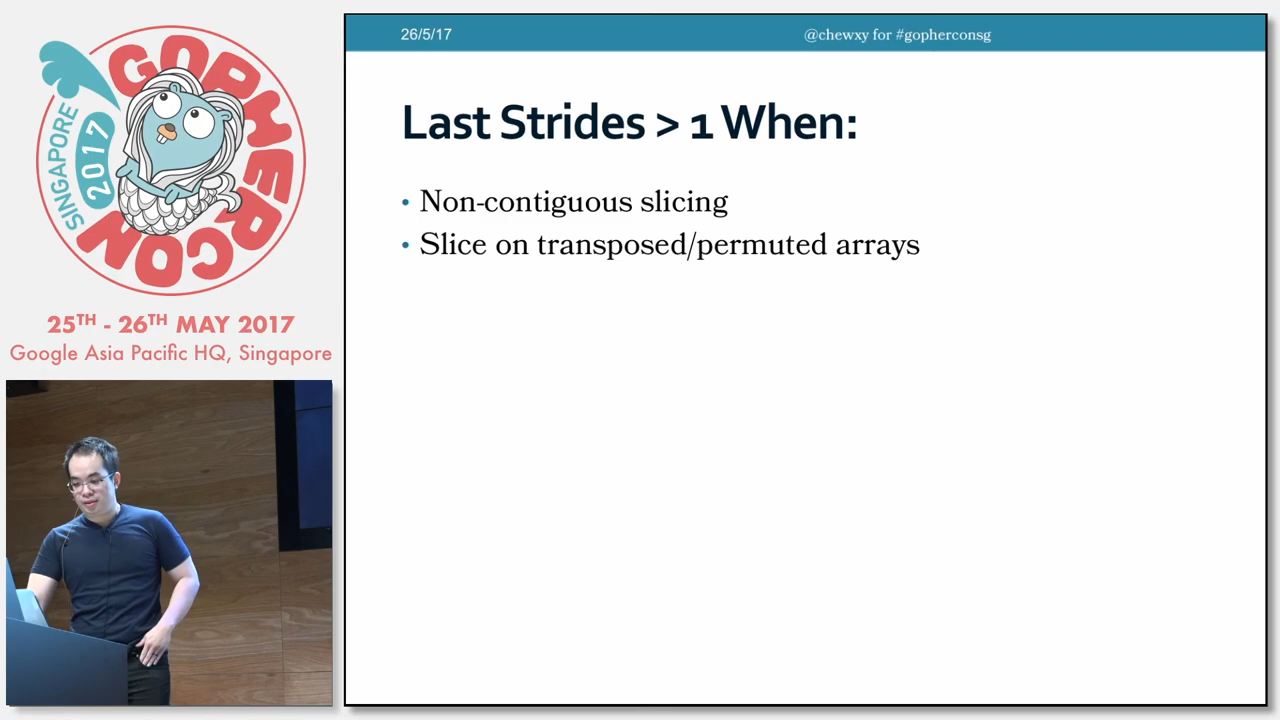 GOPHERCON
SINGAPORE
2017
25TH - 26TH MAY 2017
Google Asia Pacific HQ, Singapore
26/5/17
@chewxy for #gopherconsg
Last Strides > 1 When:
• Non-contiguous slicing
• Slice on transposed/permuted arrays